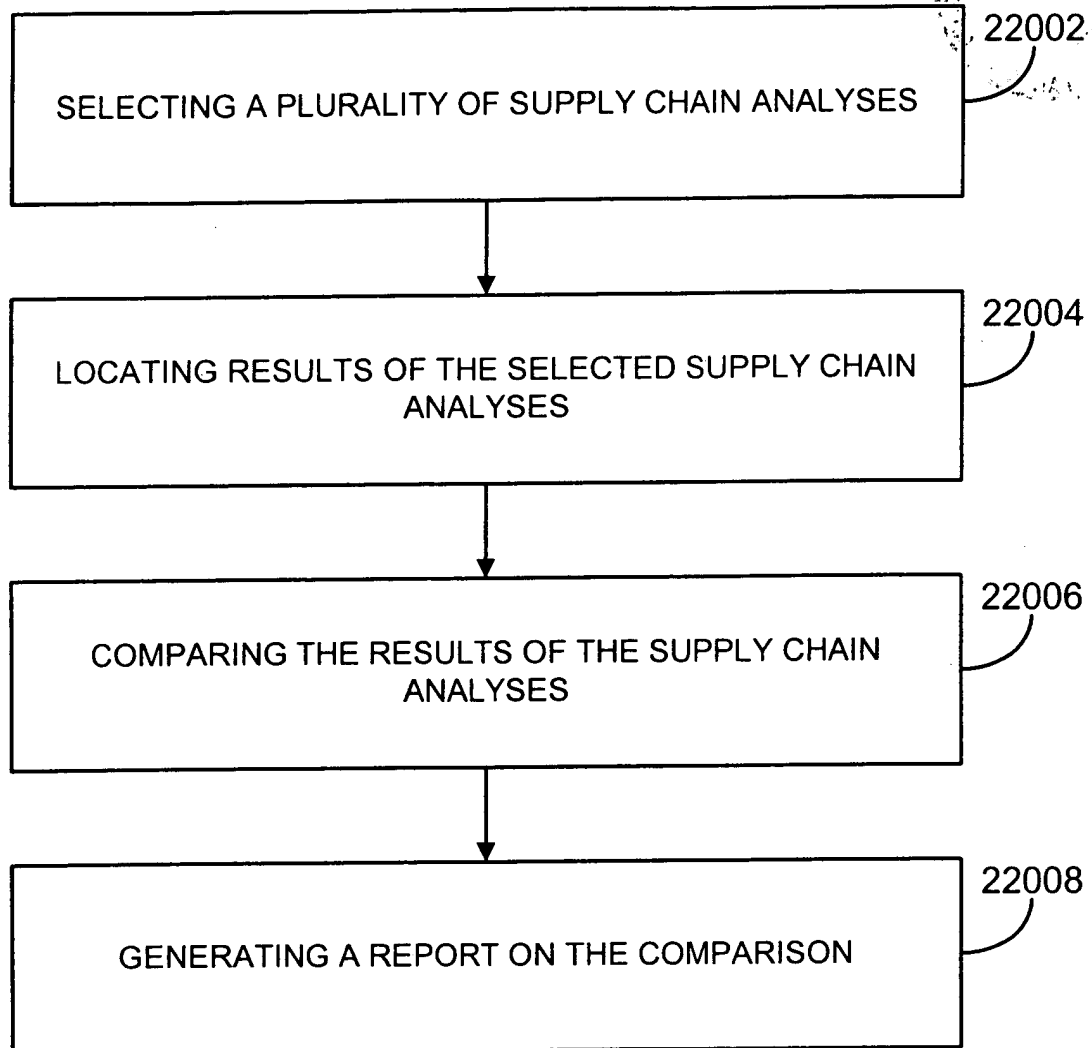 22002
SELECTING A PLURALITY OF SUPPLY CHAIN ANALYSES
22004
LOCATING RESULTS OF THE SELECTED SUPPLY CHAIN
ANALYSES
22006
COMPARING THE RESULTS OF THE SUPPLY CHAIN
ANALYSES
22008
GENERATING A REPORT ON THE COMPARISON